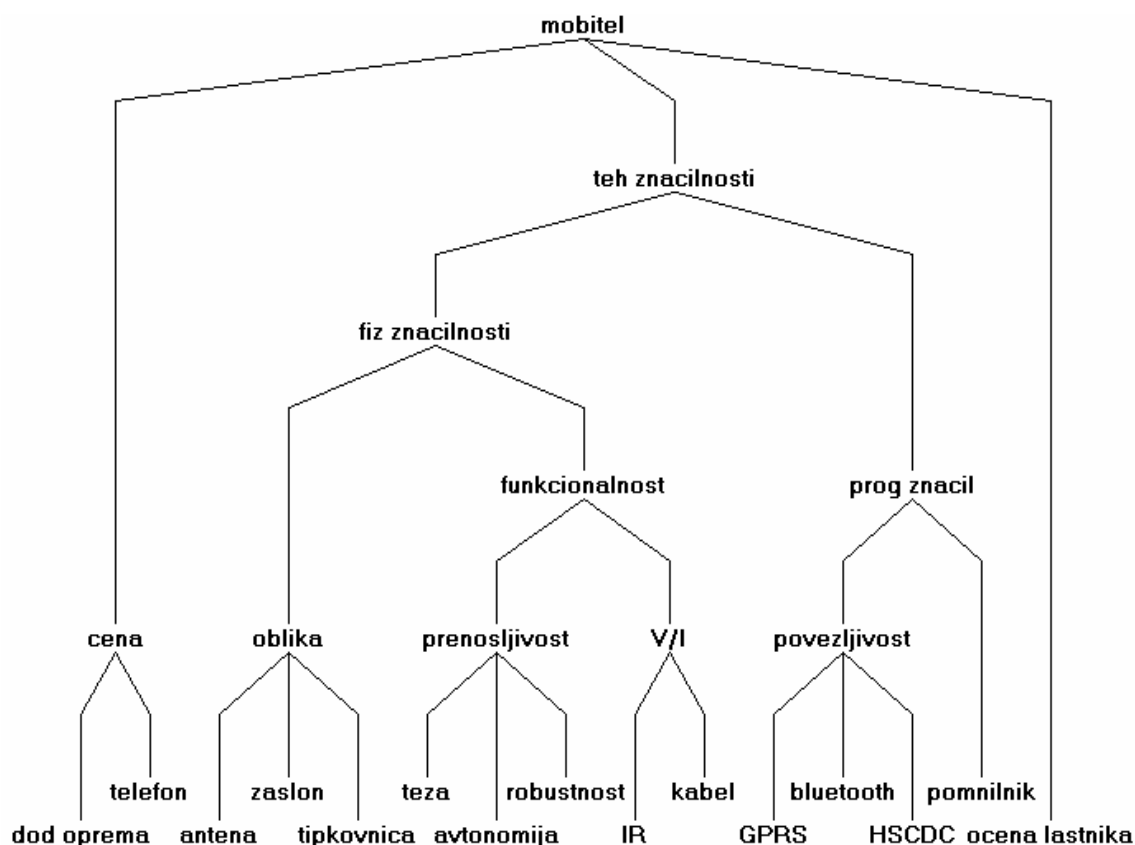 mobitel
teh znacilnosti
fiz znacilnosti
funkcionalnost prog znacil
cena oblika prenosljivost V/I povezljivost
telefon zaslon teza robustnost kabel bluetooth pomnilnik
dod oprema antena tipkovnica avtonomija IR GPRS HSCDC ocena lastnika